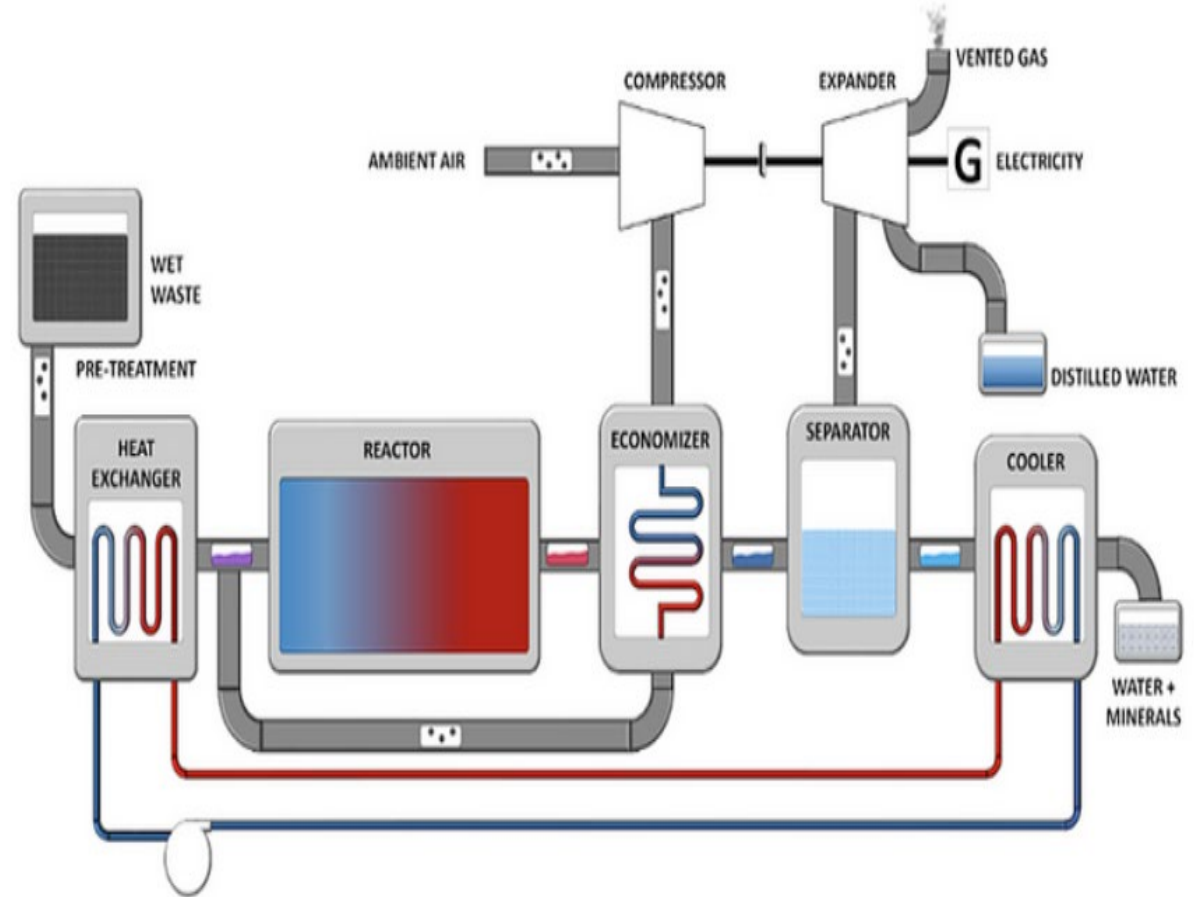 VENTED GAS
COMPRESSOR
EXPANDER
AMBIENT AIR
G
ELECTRICITY
WET
WASTE
PRE-TREATMENT
DISTILLED WATER
HEAT
EXCHANGER
REACTOR
ECONOMIZER
SEPARATOR
COOLER
WATER +
MINERALS